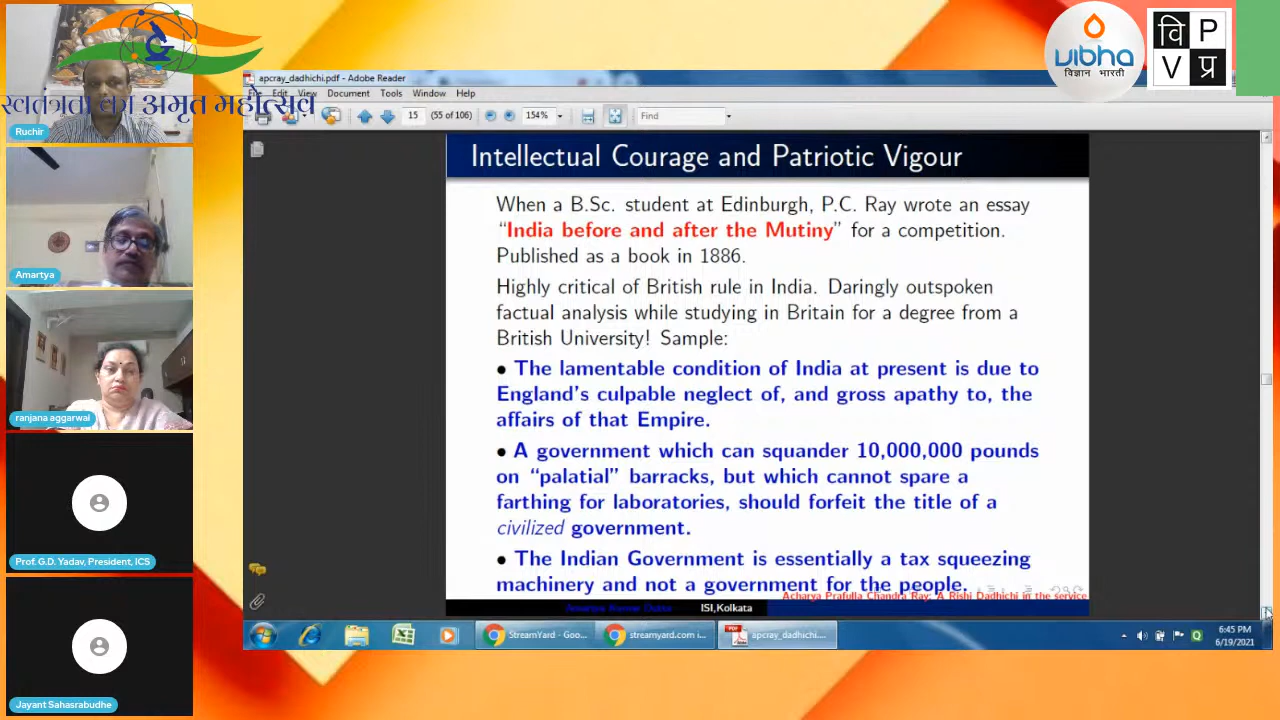 स्वतंत्रता का अमृत महोत्सव
Ruchir
Amartya
ranjana aggarwal
Prof. G.D. Yadav, President, ICS
Jayant Sahasrabudhe
vibha
विज्ञान भारती
वि P
V प्र
apcray_dadhichi.pdf - Adobe Reader
Edit View Document Tools Window Help
15 (55 of 106) 154% Find
Intellectual Courage and Patriotic Vigour
When a B.Sc. student at Edinburgh, P.C. Ray wrote an essay
“India before and after the Mutiny” for a competition.
Published as a book in 1886.
Highly critical of British rule in India. Daringly outspoken
factual analysis while studying in Britain for a degree from a
British University! Sample:
• The lamentable condition of India at present is due to
England’s culpable neglect of, and gross apathy to, the
affairs of that Empire.
• A government which can squander 10,000,000 pounds
on “palatial” barracks, but which cannot spare a
farthing for laboratories, should forfeit the title of a
civilized government.
• The Indian Government is essentially a tax squeezing
machinery and not a government for the people.
Acharya Prafulla Chandra Ray: A Rishi Dadhichi in the service
Amartya Kumar Dutta ISI,Kolkata
StreamYard - Goo... streamyard.com i... apcray_dadhichi....
6:45 PM
6/19/2021